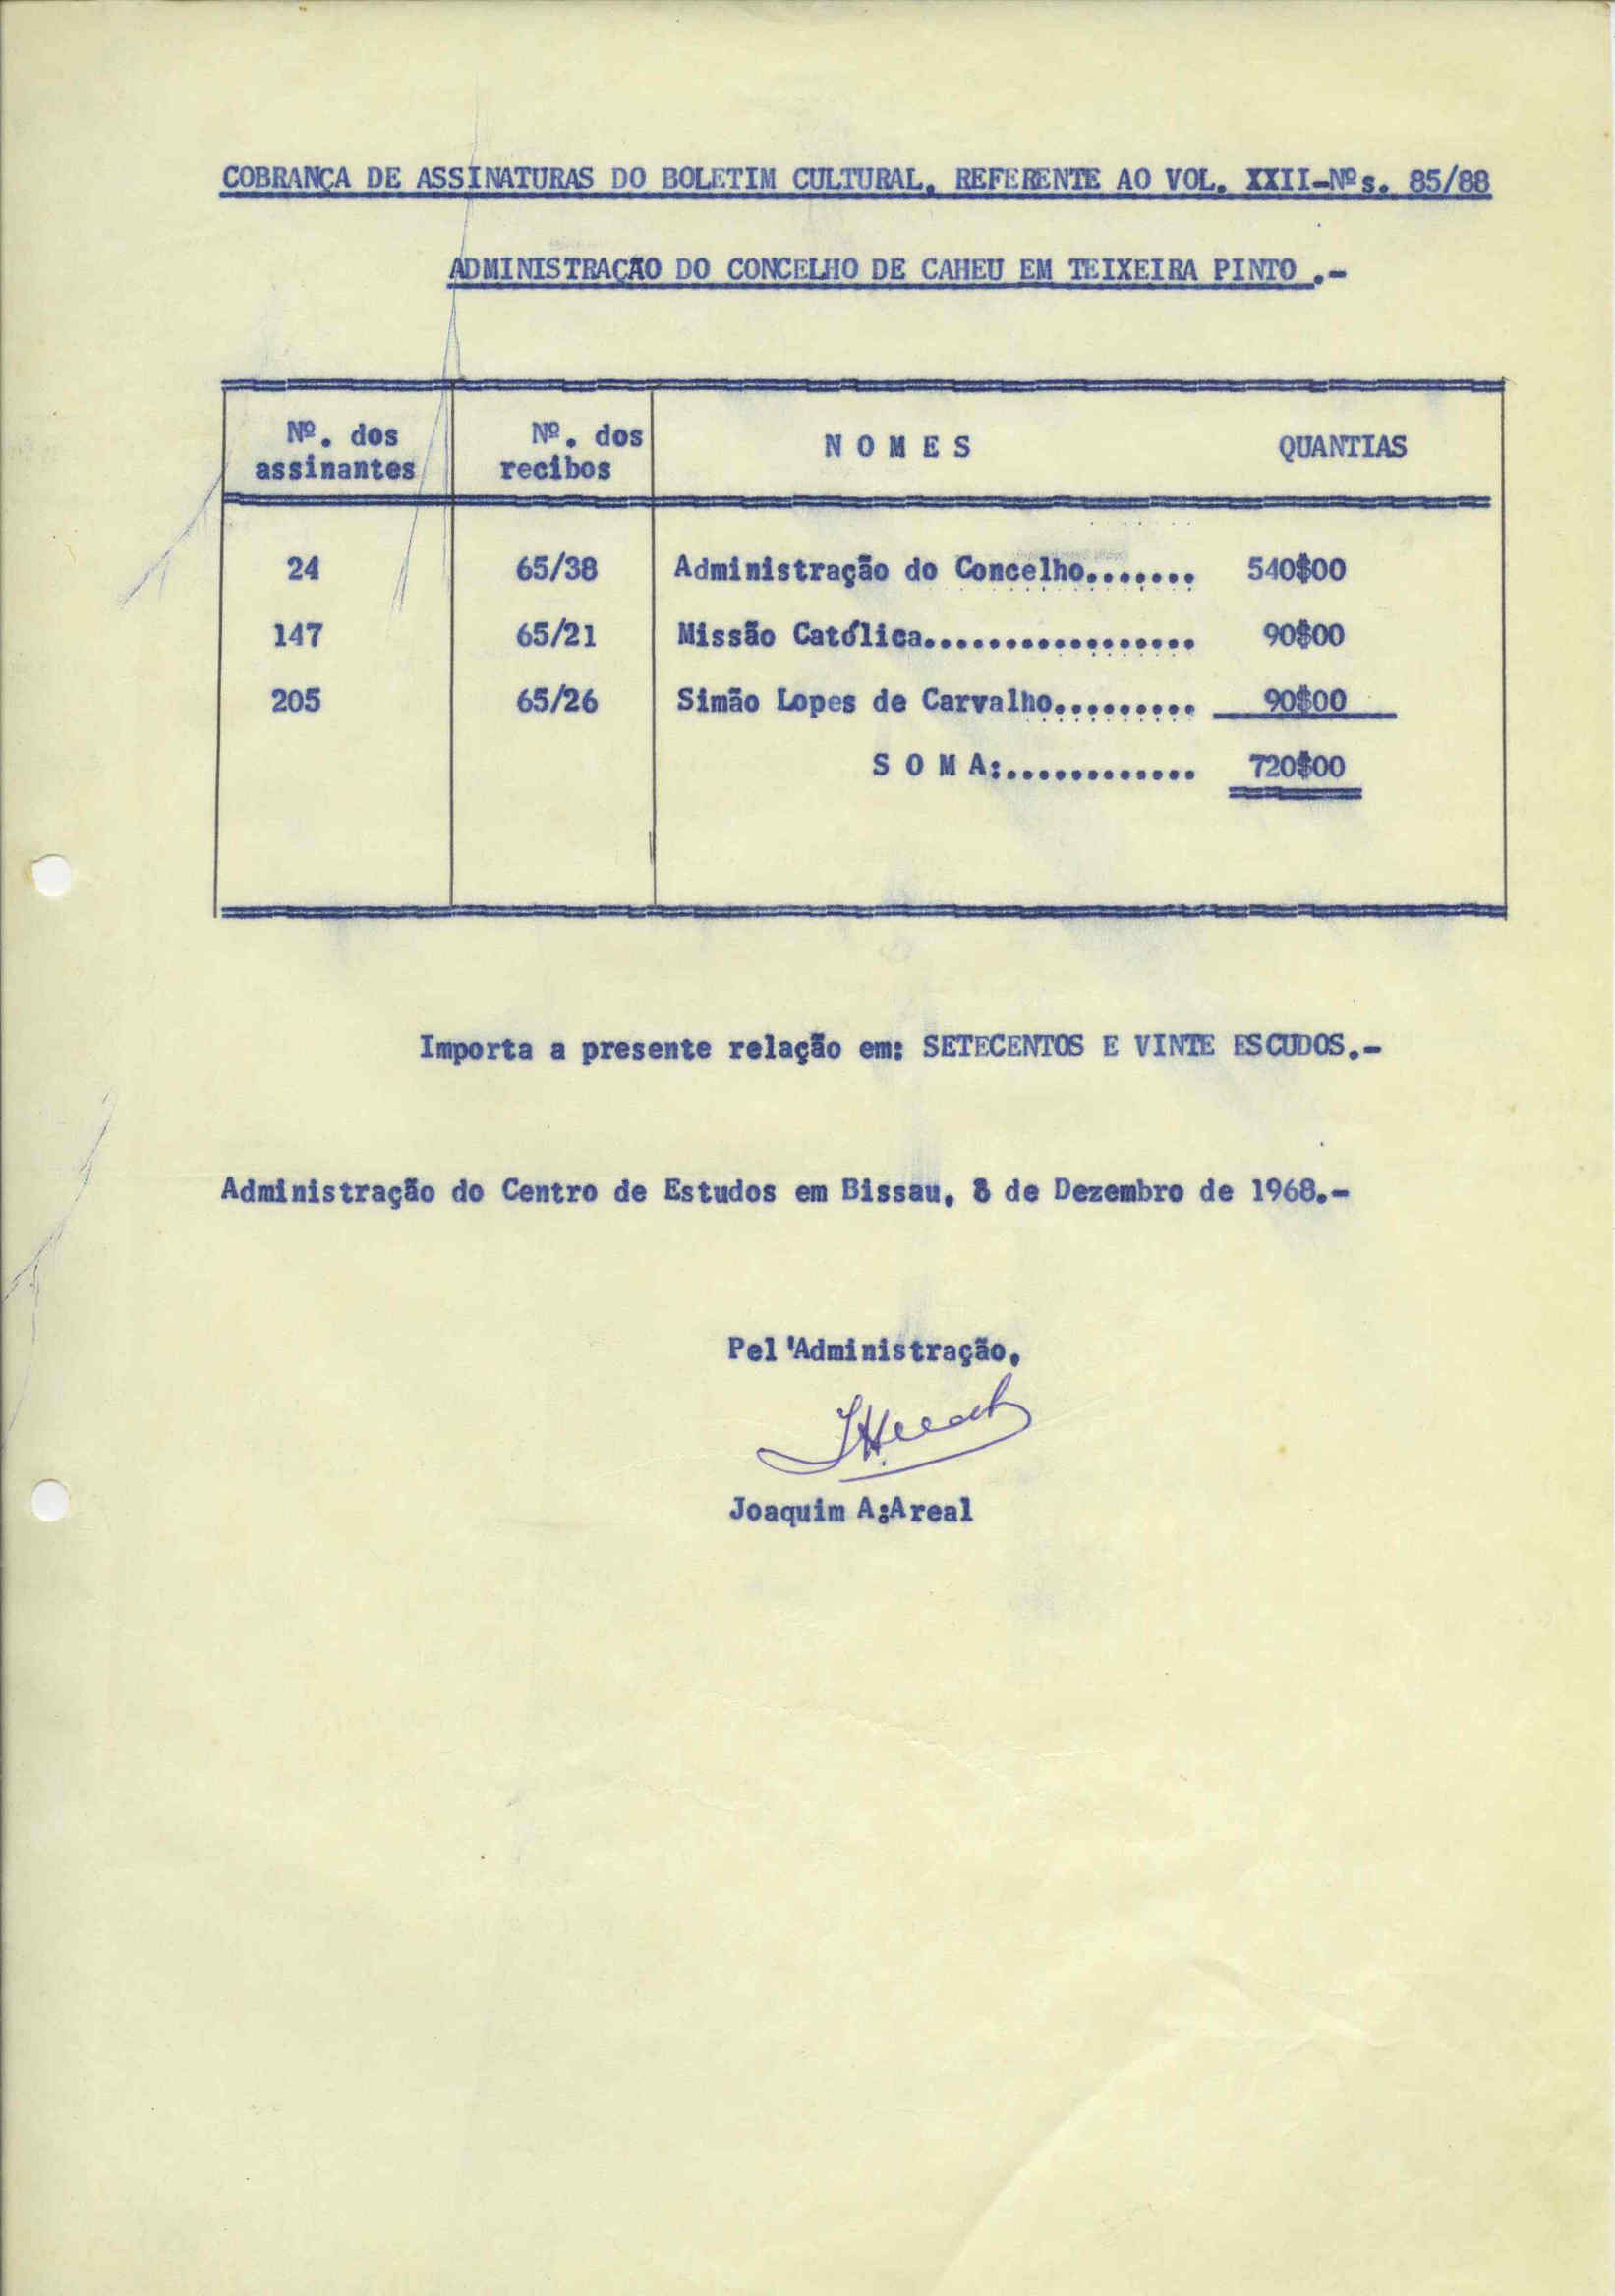 COBRANÇA DE ASSINATURAS DO BOLETIM CULTURAL, REFERENTE AO VOL. XXII-Nºs. 85/88
ADMINISTRAÇÃO DO CONCELHO DE CAHEU EM TEIXEIRA PINTO .-
Nº. dos assinantes Nº. dos recibos N O M E S QUANTIAS
24 65/38 Administração do Concelho....... 540$00
147 65/21 Missão Católica................. 90$00
205 65/26 Simão Lopes de Carvalho......... 90$00
S O M A:............ 720$00
Importa a presente relação em: SETECENTOS E VINTE ESCUDOS.-
Administração do Centro de Estudos em Bissau, 8 de Dezembro de 1968.-
Pel'Administração,
Joaquim A:Areal